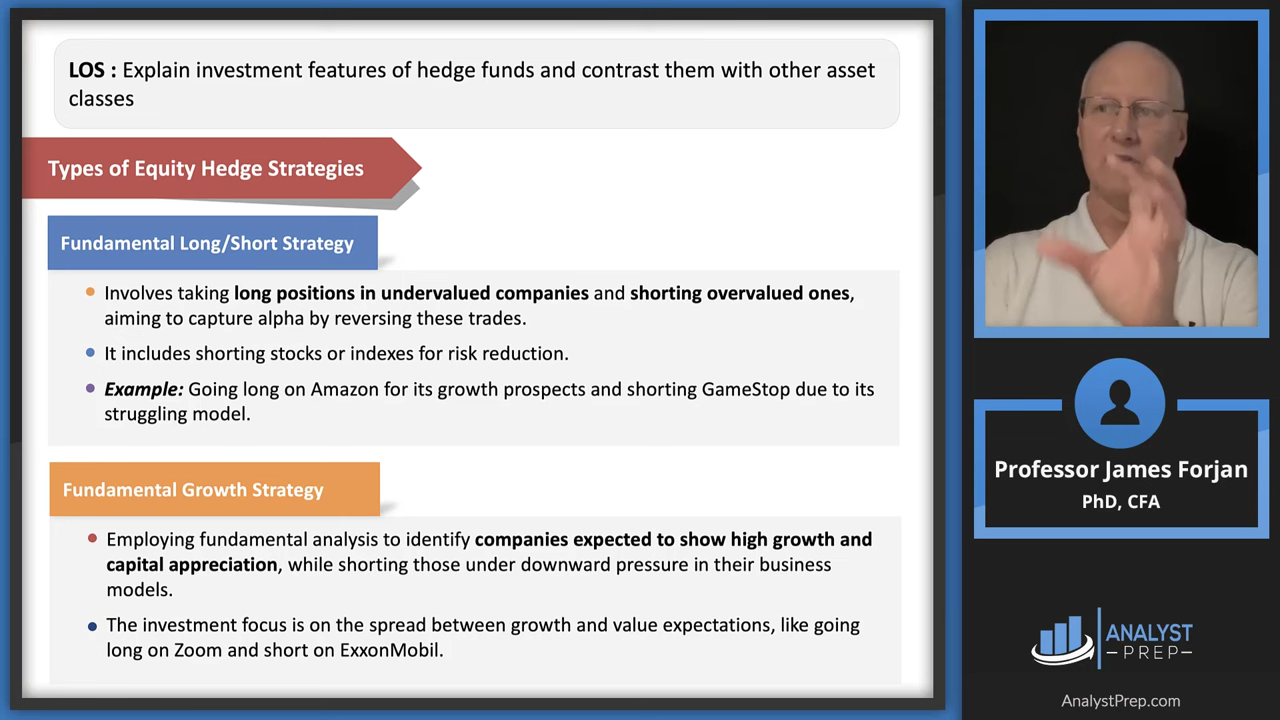 LOS : Explain investment features of hedge funds and contrast them with other asset
classes
Types of Equity Hedge Strategies
Fundamental Long/Short Strategy
Involves taking long positions in undervalued companies and shorting overvalued ones,
aiming to capture alpha by reversing these trades.
It includes shorting stocks or indexes for risk reduction.
Example: Going long on Amazon for its growth prospects and shorting GameStop due to its
struggling model.
Fundamental Growth Strategy
Employing fundamental analysis to identify companies expected to show high growth and
capital appreciation, while shorting those under downward pressure in their business
models.
The investment focus is on the spread between growth and value expectations, like going
long on Zoom and short on ExxonMobil.
Professor James Forjan
PhD, CFA
ANALYST
PREP
AnalystPrep.com